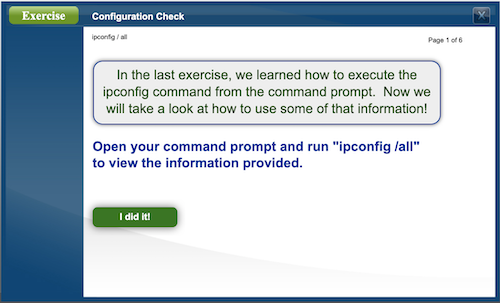 Exercise
Configuration Check
X
ipconfig / all
Page 1 of 6
In the last exercise, we learned how to execute the
ipconfig command from the command prompt. Now we
will take a look at how to use some of that information!
Open your command prompt and run "ipconfig /all"
to view the information provided.
I did it!